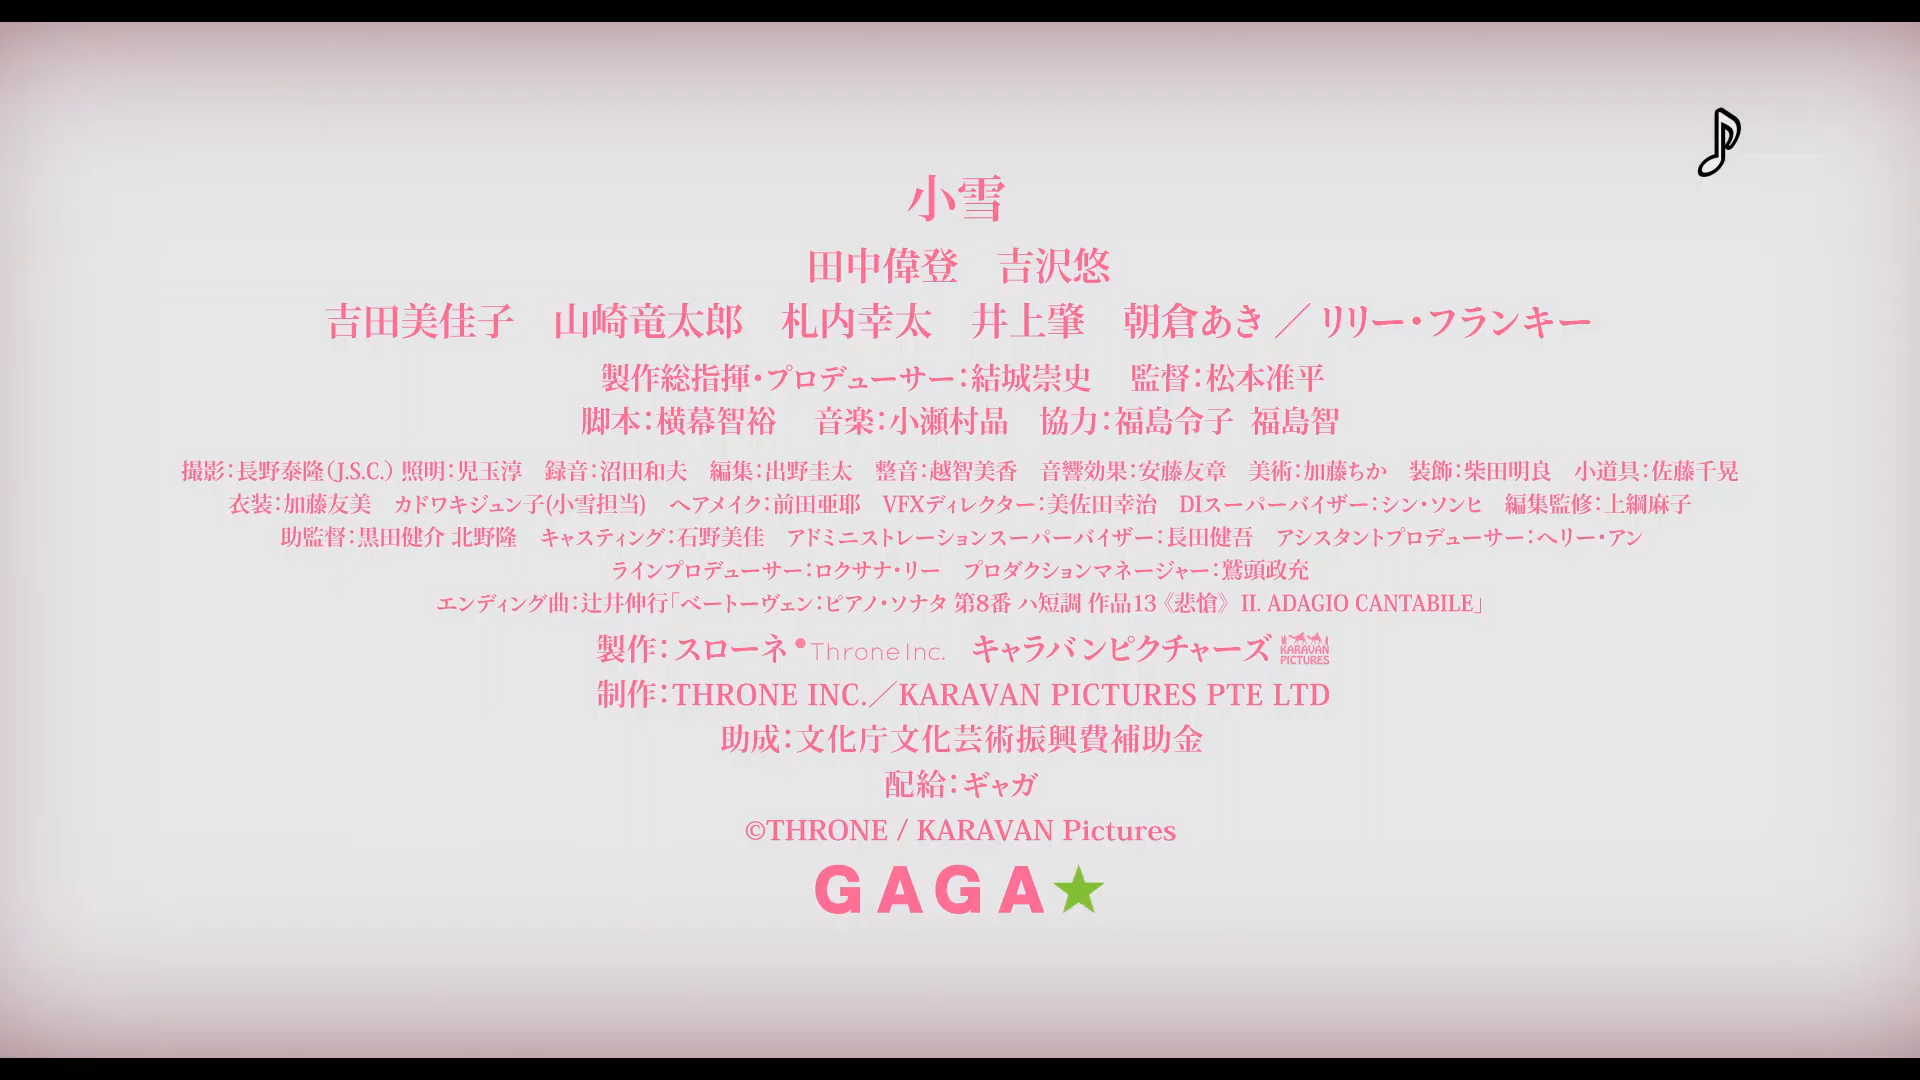 小雪
田中偉登　吉沢悠
吉田美佳子　山崎竜太郎　札内幸太　井上肇　朝倉あき ／ リリー・フランキー
製作総指揮・プロデューサー：結城崇史　監督：松本准平
脚本：横幕智裕　音楽：小瀬村晶　協力：福島令子 福島智
撮影：長野泰隆（J.S.C.） 照明：児玉淳　録音：沼田和夫　編集：出野圭太　整音：越智美香　音響効果：安藤友章　美術：加藤ちか　装飾：柴田明良　小道具：佐藤千晃
衣装：加藤友美　カドワキジュン子(小雪担当)　ヘアメイク：前田亜耶　VFXディレクター：美佐田幸治　DIスーパーバイザー：シン・ソンヒ　編集監修：上綱麻子
助監督：黒田健介 北野隆　キャスティング：石野美佳　アドミニストレーションスーパーバイザー：長田健吾　アシスタントプロデューサー：ヘリー・アン
ラインプロデューサー：ロクサナ・リー　プロダクションマネージャー：鷲頭政充
エンディング曲：辻井伸行「ベートーヴェン：ピアノ・ソナタ 第8番 ハ短調 作品13《悲愴》 II. ADAGIO CANTABILE」
製作：スローネ Throne Inc.　キャラバンピクチャーズ KARAVAN PICTURES
制作：THRONE INC.／KARAVAN PICTURES PTE LTD
助成：文化庁文化芸術振興費補助金
配給：ギャガ
©THRONE / KARAVAN Pictures
GAGA★